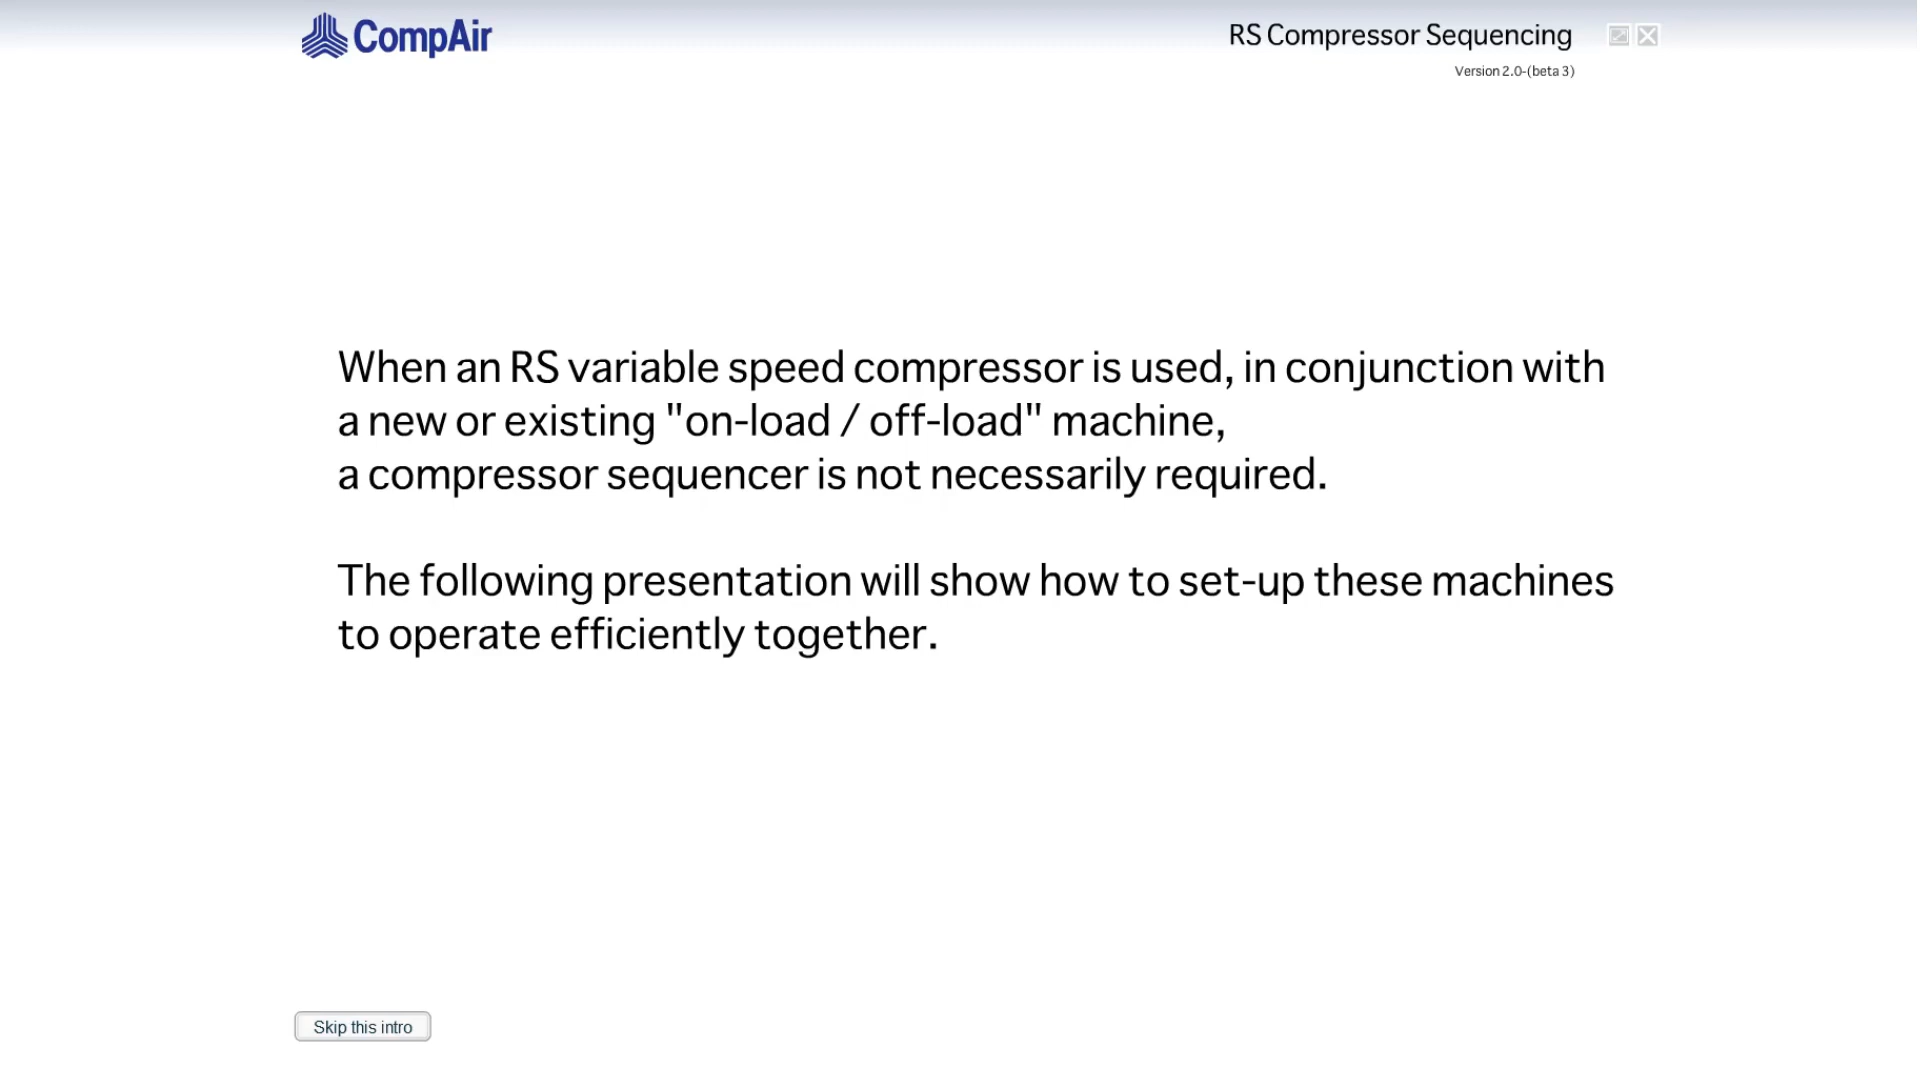 CompAir
RS Compressor Sequencing
Version 2.0-(beta 3)
When an RS variable speed compressor is used, in conjunction with
a new or existing "on-load / off-load" machine,
a compressor sequencer is not necessarily required.
The following presentation will show how to set-up these machines
to operate efficiently together.
Skip this intro